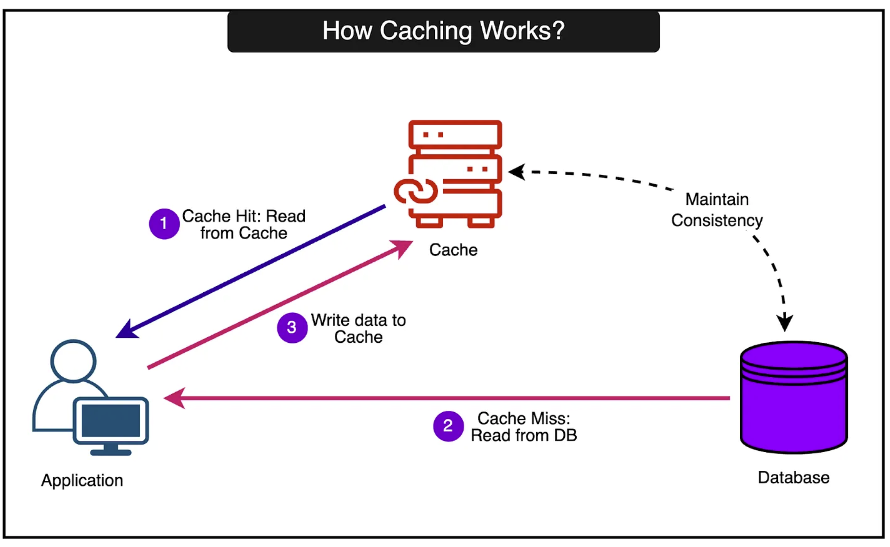 How Caching Works?
Maintain
Consistency
1
Cache Hit: Read
from Cache
Cache
3
Write data to
Cache
2
Cache Miss:
Read from DB
Application
Database